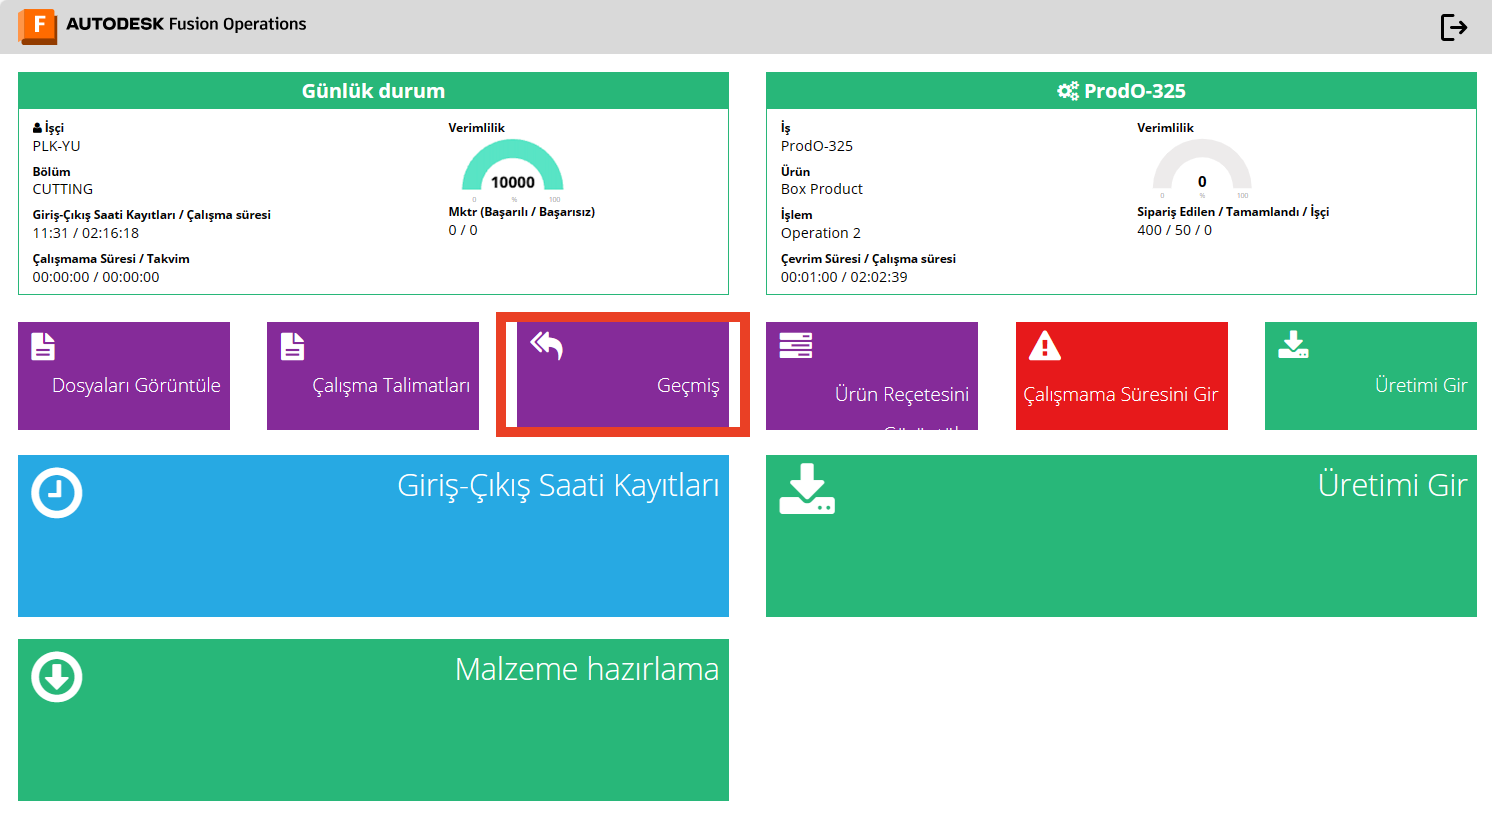 F AUTODESK Fusion Operations
Günlük durum
İşçi
PLK-YU
Bölüm
CUTTING
Giriş-Çıkış Saati Kayıtları / Çalışma süresi
11:31 / 02:16:18
Çalışmama Süresi / Takvim
00:00:00 / 00:00:00
Verimlilik
10000
0 % 100
Mktr (Başarılı / Başarısız)
0 / 0
ProdO-325
İş
ProdO-325
Ürün
Box Product
İşlem
Operation 2
Çevrim Süresi / Çalışma süresi
00:01:00 / 02:02:39
Verimlilik
0
0 % 100
Sipariş Edilen / Tamamlandı / İşçi
400 / 50 / 0
Dosyaları Görüntüle
Çalışma Talimatları
Geçmiş
Ürün Reçetesini
Çalışmama Süresini Gir
Üretimi Gir
Giriş-Çıkış Saati Kayıtları
Üretimi Gir
Malzeme hazırlama